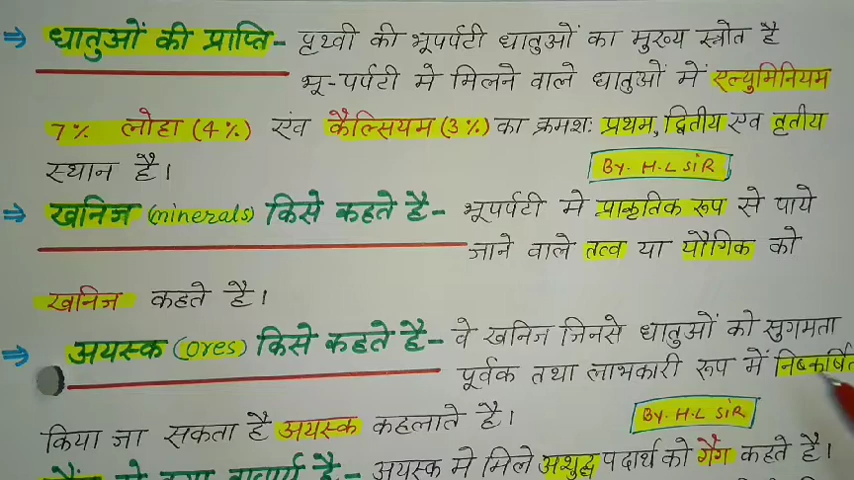 ⇒ धातुओं की प्राप्ति- पृथ्वी की भूपर्पटी धातुओं का मुख्य स्त्रोत है
भू-पर्पटी में मिलने वाले धातुओं में एल्युमिनियम
7% लोहा (4%) एंव कैल्सियम (3%) का क्रमशः प्रथम, द्वितीय एव तृतीय
स्थान है।
BY- H-L SIR
⇒ खनिज (minerals) किसे कहते है- भूपर्पटी मे प्राकृतिक रूप से पाये
जाने वाले तत्व या यौगिक को
खनिज कहते है।
⇒ अयस्क (ores) किसे कहते है- वे खनिज जिनसे धातुओं को सुगमता
पूर्वक तथा लाभकारी रूप में निष्कर्षित
किया जा सकता है अयस्क कहलाते है।
BY- H-L SIR
है- अयस्क मे मिले अशुद्ध पदार्थ को गैंग कहते है।